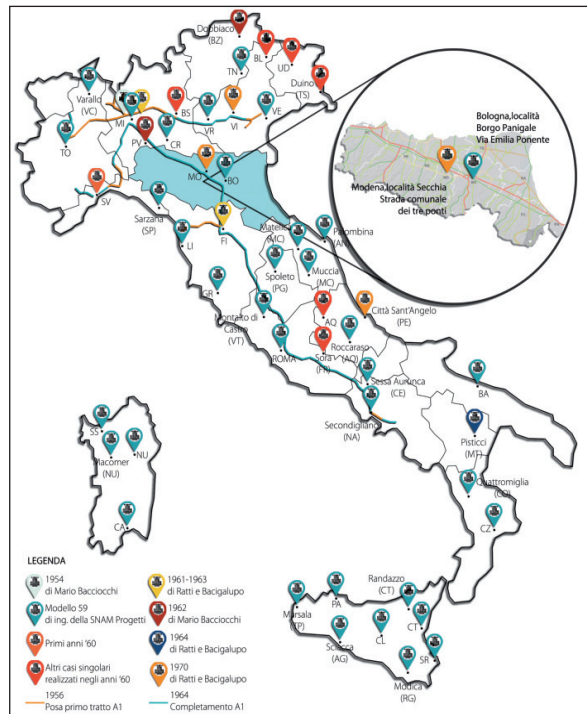 Dobbiaco
(BZ)
BL
UD
TN
Duino
(TS)
Varallo
(VC)
MI
BS
VR
VI
VE
TO
PV
CR
MO
BO
SV
Sarzana
(SP)
LI
FI
Matelica
(MC)
Palombina
(AN)
Muccia
(MC)
Spoleto
(PG)
GR
Montalto di
Castro
(VT)
AQ
Città Sant'Angelo
(PE)
Roccaraso
(AQ)
Sora
(FR)
ROMA
Sessa Aurunca
(CE)
Secondigliano
(NA)
BA
Pisticci
(MT)
Quattromiglia
(CO)
CZ
SS
Macomer
(NU)
NU
CA
Randazzo
(CT)
PA
Marsala
(TP)
Sciacca
(AG)
CL
CT
SR
Modica
(RG)
Bologna,località
Borgo Panigale
Via Emilia Ponente
Modena,località Secchia
Strada comunale
dei tre ponti
LEGENDA
1954
di Mario Bacciocchi
Modello 59
di ing. della SNAM Progetti
Primi anni '60
Altri casi singolari
realizzati negli anni '60
1956
Posa primo tratto A1
1961-1963
di Ratti e Bacigalupo
1962
di Mario Bacciocchi
1964
di Ratti e Bacigalupo
1970
di Ratti e Bacigalupo
1964
Completamento A1